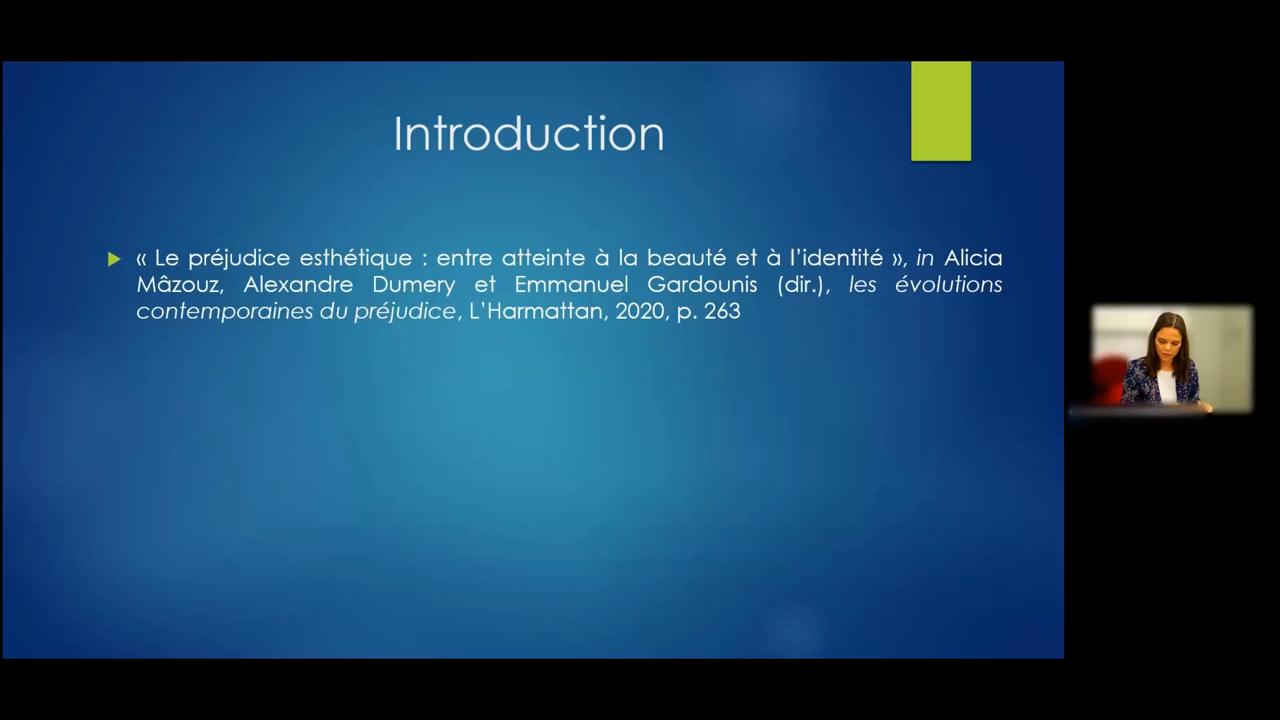 Introduction
« Le préjudice esthétique : entre atteinte à la beauté et à l’identité », in Alicia
Mâzouz, Alexandre Dumery et Emmanuel Gardounis (dir.), les évolutions
contemporaines du préjudice, L’Harmattan, 2020, p. 263